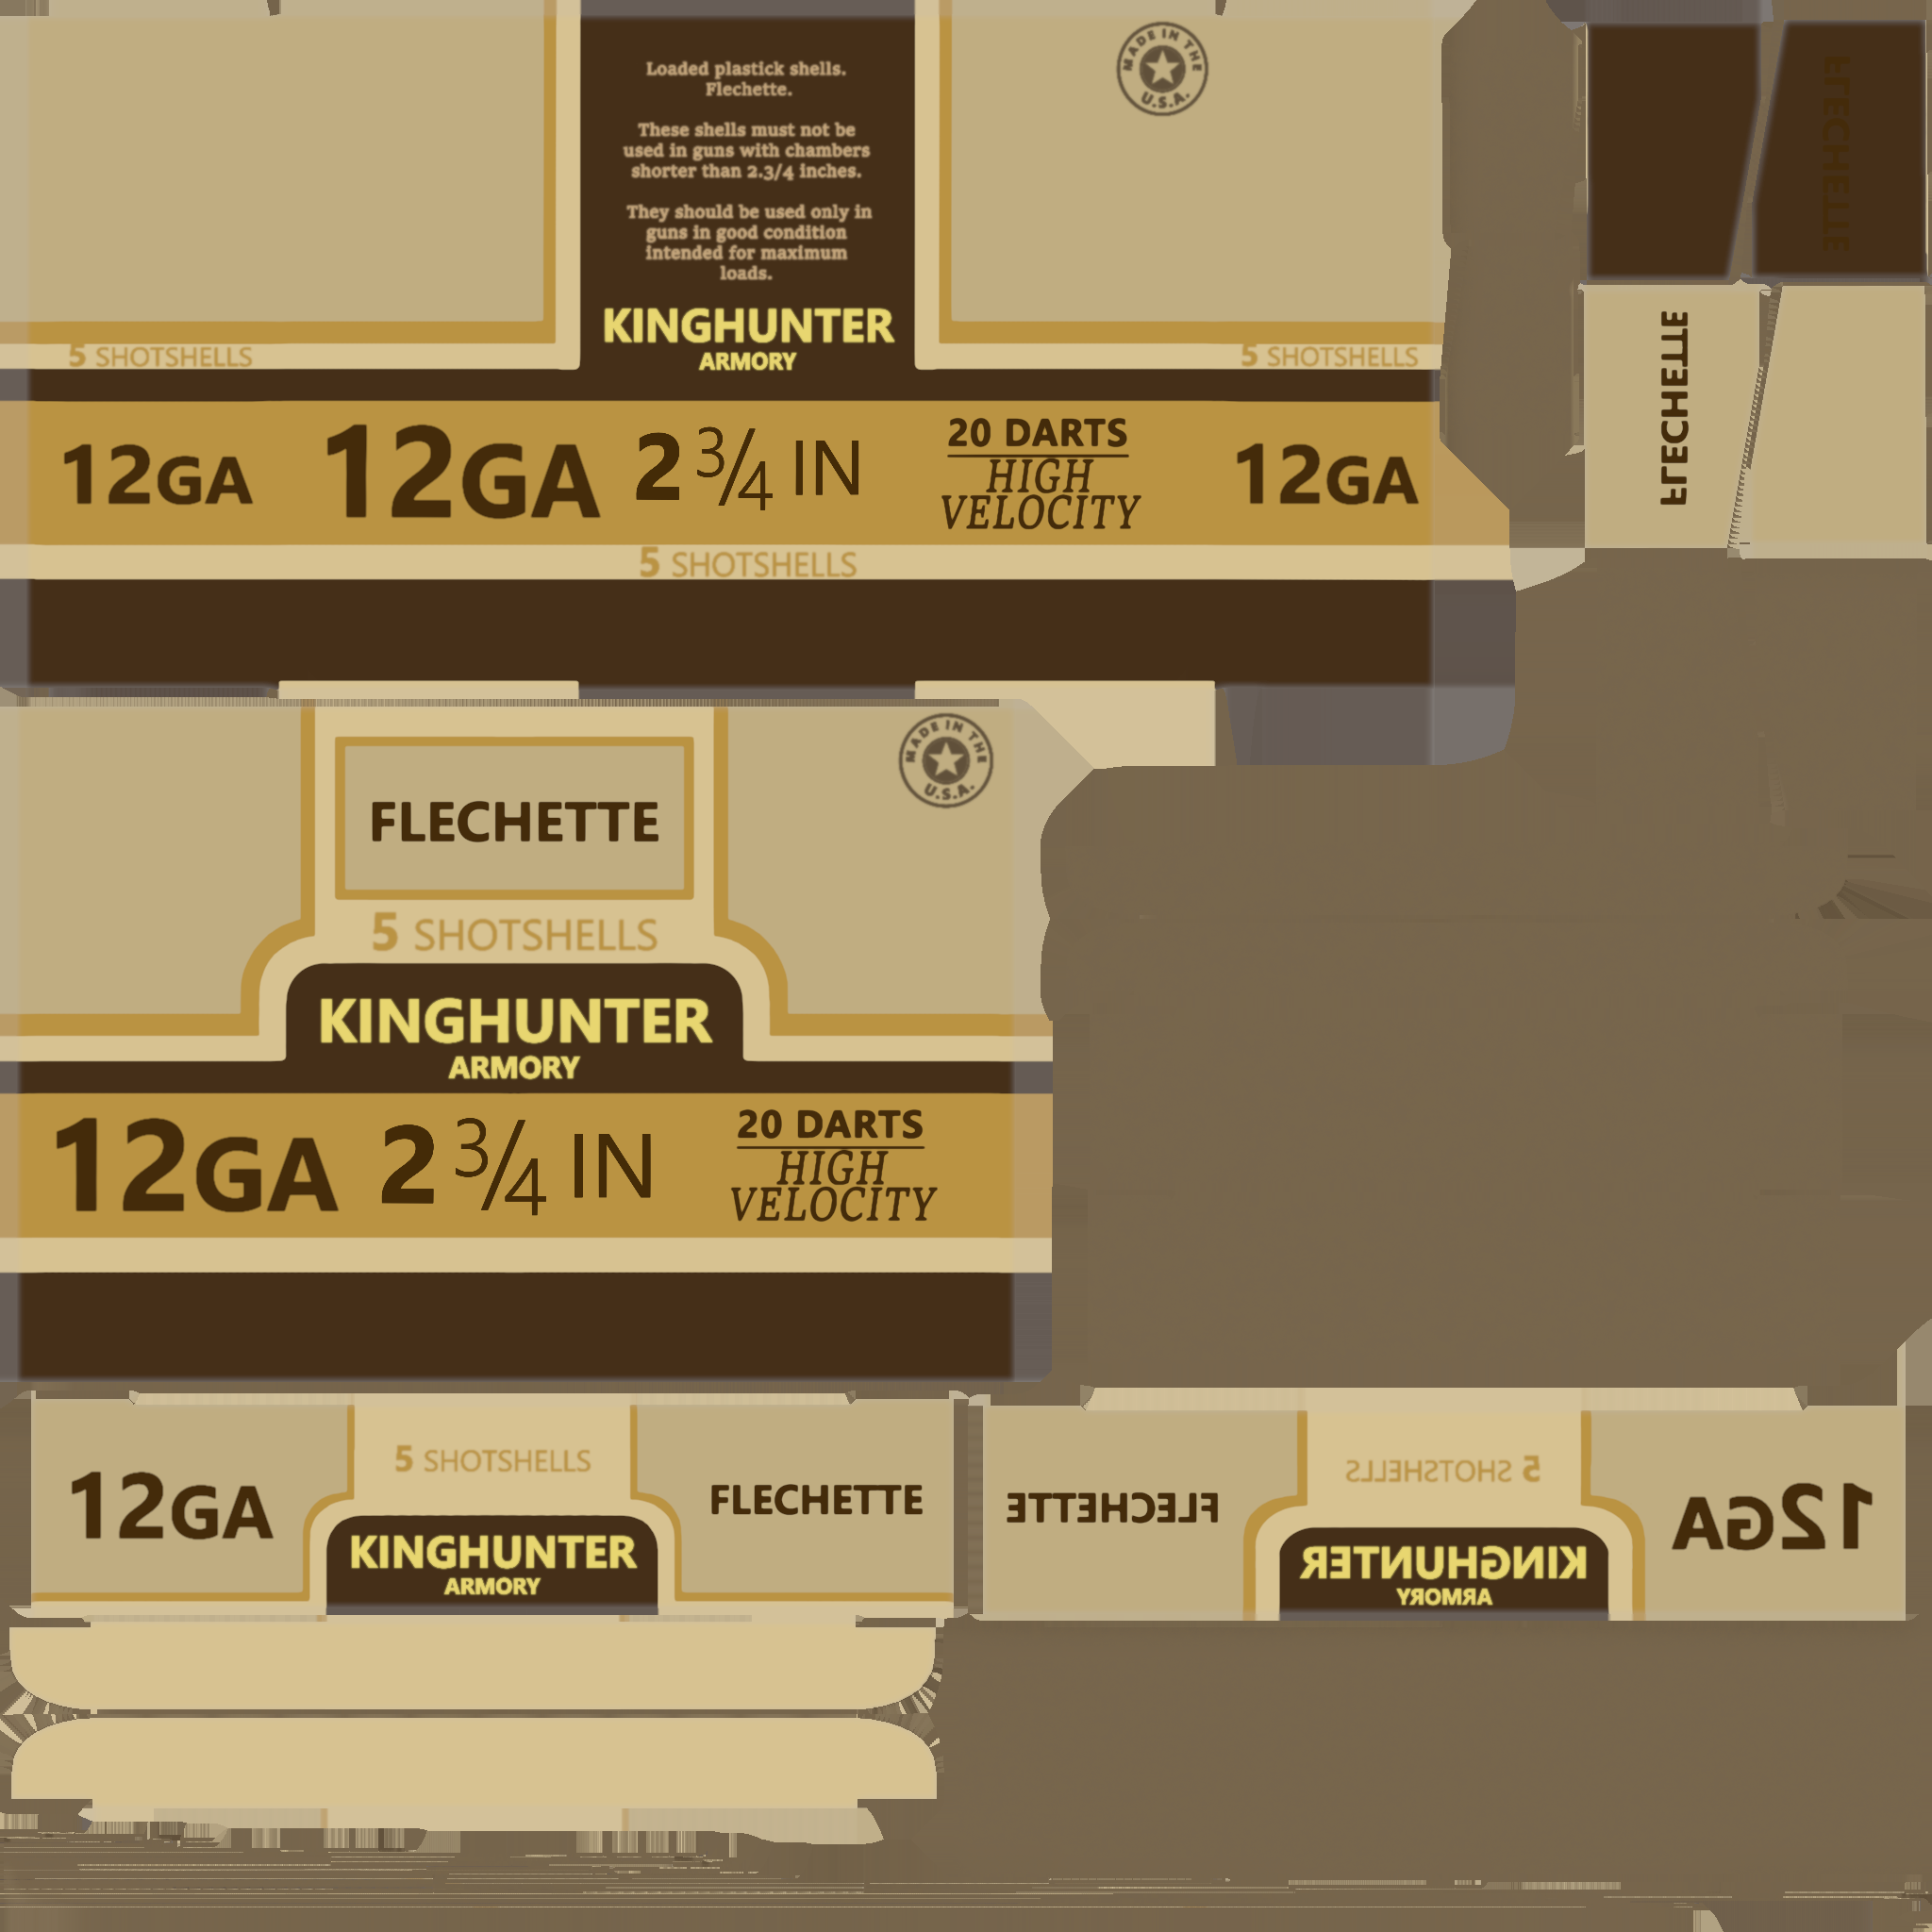 Loaded plastick shells.
Flechette.
These shells must not be
used in guns with chambers
shorter than 2.3/4 inches.
They should be used only in
guns in good condition
intended for maximum
loads.
KINGHUNTER
ARMORY
MADE IN THE
U.S.A.
5 SHOTSHELLS
5 SHOTSHELLS
12GA
12GA 2 3/4 IN
20 DARTS
HIGH
VELOCITY
12GA
5 SHOTSHELLS
FLECHETTE
FLECHETTE
FLECHETTE
5 SHOTSHELLS
KINGHUNTER
ARMORY
MADE IN THE
U.S.A.
12GA 2 3/4 IN
20 DARTS
HIGH
VELOCITY
12GA
5 SHOTSHELLS
KINGHUNTER
ARMORY
FLECHETTE
FLECHETTE
5 SHOTSHELLS
KINGHUNTER
ARMORY
12GA